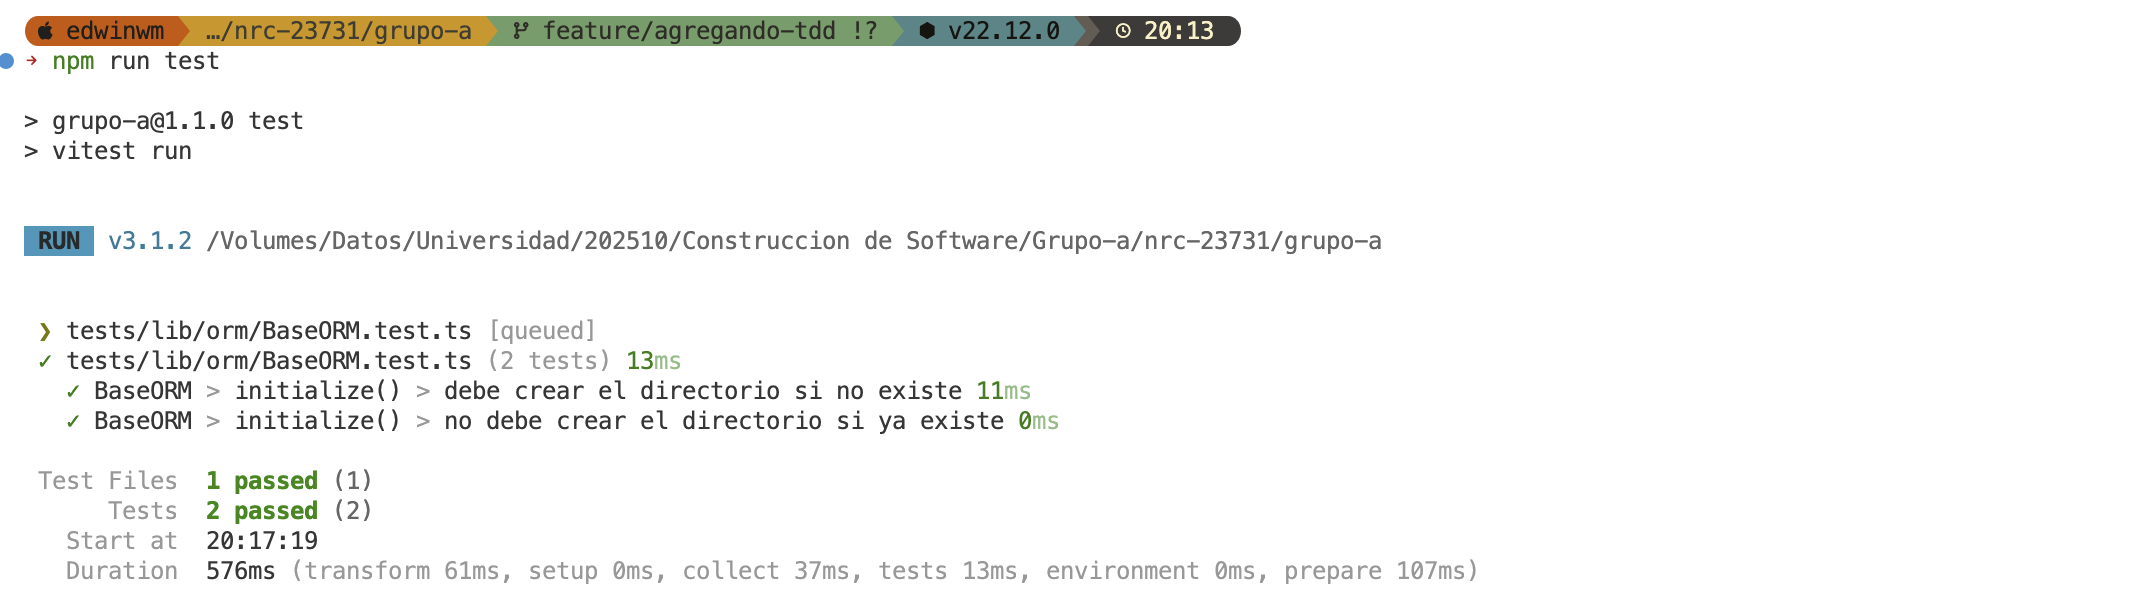 edwinwm …/nrc-23731/grupo-a feature/agregando-tdd !? v22.12.0 20:13
→ npm run test
> grupo-a@1.1.0 test
> vitest run
RUN v3.1.2 /Volumes/Datos/Universidad/202510/Construccion de Software/Grupo-a/nrc-23731/grupo-a
❯ tests/lib/orm/BaseORM.test.ts [queued]
✓ tests/lib/orm/BaseORM.test.ts (2 tests) 13ms
✓ BaseORM > initialize() > debe crear el directorio si no existe 11ms
✓ BaseORM > initialize() > no debe crear el directorio si ya existe 0ms
Test Files 1 passed (1)
Tests 2 passed (2)
Start at 20:17:19
Duration 576ms (transform 61ms, setup 0ms, collect 37ms, tests 13ms, environment 0ms, prepare 107ms)